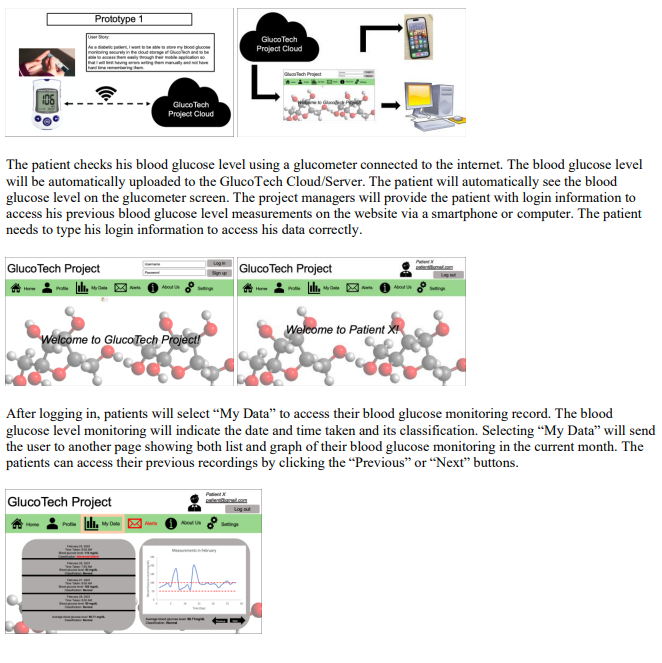 Prototype 1
User Story:
As a diabetic patient, I want to be able to store my blood glucose
monitoring securely in the cloud storage of GlucoTech and to be
able to access them easily through their mobile application so
that I will limit having errors writing them manually and not have
hard time remembering them.
106
GlucoTech
Project Cloud
GlucoTech
Project Cloud
GlucoTech Project
Welcome to GlucoTech Project!
The patient checks his blood glucose level using a glucometer connected to the internet. The blood glucose level
will be automatically uploaded to the GlucoTech Cloud/Server. The patient will automatically see the blood
glucose level on the glucometer screen. The project managers will provide the patient with login information to
access his previous blood glucose level measurements on the website via a smartphone or computer. The patient
needs to type his login information to access his data correctly.
GlucoTech Project
Username
Log in
Password
Sign up
Home Profile My Data Alerts About Us Settings
Welcome to GlucoTech Project!
GlucoTech Project
Patient X
patientx@gmail.com
Log out
Home Profile My Data Alerts About Us Settings
Welcome to Patient X!
After logging in, patients will select “My Data” to access their blood glucose monitoring record. The blood
glucose level monitoring will indicate the date and time taken and its classification. Selecting “My Data” will send
the user to another page showing both list and graph of their blood glucose monitoring in the current month. The
patients can access their previous recordings by clicking the “Previous” or “Next” buttons.
GlucoTech Project
Patient X
patientx@gmail.com
Log out
Home Profile My Data Alerts About Us Settings
Measurements in February